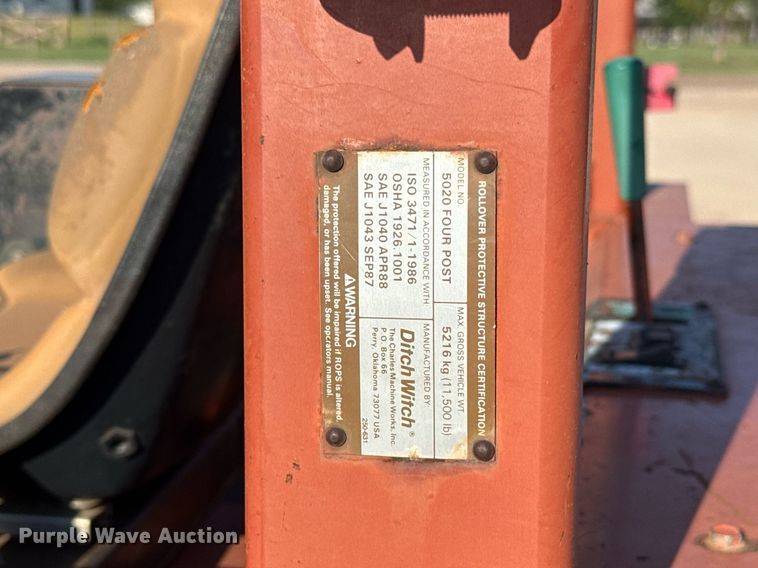 ROLLOVER PROTECTIVE STRUCTURE CERTIFICATION
MODEL NO. MAX. GROSS VEHICLE WT.
5020 FOUR POST 5216 kg (11,500 lb)
MEASURED IN ACCORDANCE WITH
ISO 3471/1-1986
OSHA 1926.1001
SAE J1040 APR88
SAE J1043 SEP87
MANUFACTURED BY
DitchWitch®
The Charles Machine Works, Inc.
P.O. Box 66
Perry, Oklahoma 73077 USA
250-631
⚠WARNING
The protection offered will be impaired if ROPS is altered,
damaged, or has been upset. See operators manual.
Purple Wave Auction